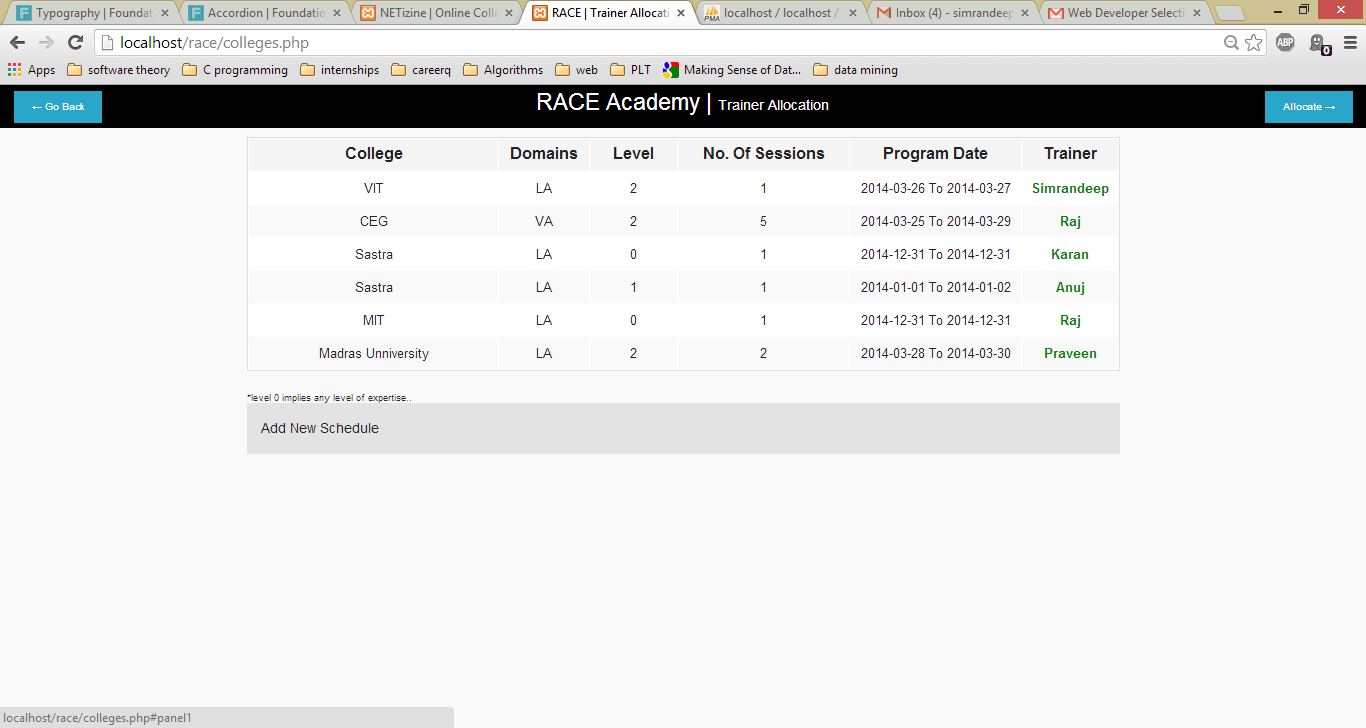 Typography | Foundat
Accordion | Foundatio
NETizine | Online Colle
RACE | Trainer Allocati
localhost / localhost /
Inbox (4) - simrandeep
Web Developer Selecti
localhost/race/colleges.php
ABP
0
Apps
software theory
C programming
internships
careerq
Algorithms
web
PLT
Making Sense of Dat...
data mining
← Go Back
RACE Academy | Trainer Allocation
Allocate →
College Domains Level No. Of Sessions Program Date Trainer
VIT LA 2 1 2014-03-26 To 2014-03-27 Simrandeep
CEG VA 2 5 2014-03-25 To 2014-03-29 Raj
Sastra LA 0 1 2014-12-31 To 2014-12-31 Karan
Sastra LA 1 1 2014-01-01 To 2014-01-02 Anuj
MIT LA 0 1 2014-12-31 To 2014-12-31 Raj
Madras Unniversity LA 2 2 2014-03-28 To 2014-03-30 Praveen
*level 0 implies any level of expertise..
Add New Schedule
localhost/race/colleges.php#panel1